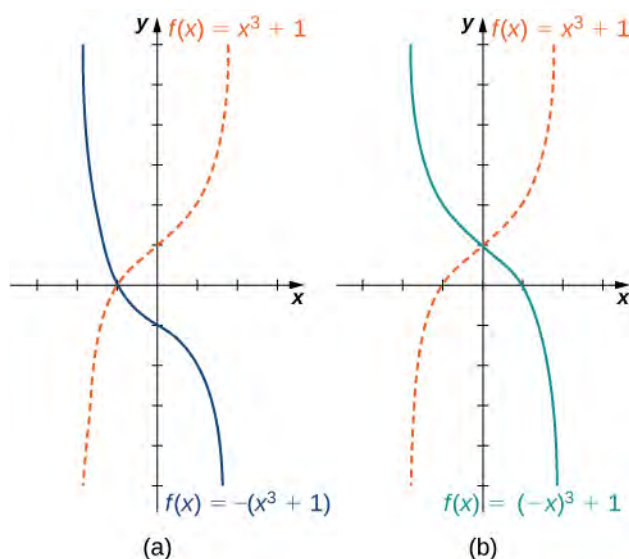 y f(x) = x³ + 1
x
f(x) = –(x³ + 1)
(a)
y f(x) = x³ + 1
x
f(x) = (–x)³ + 1
(b)